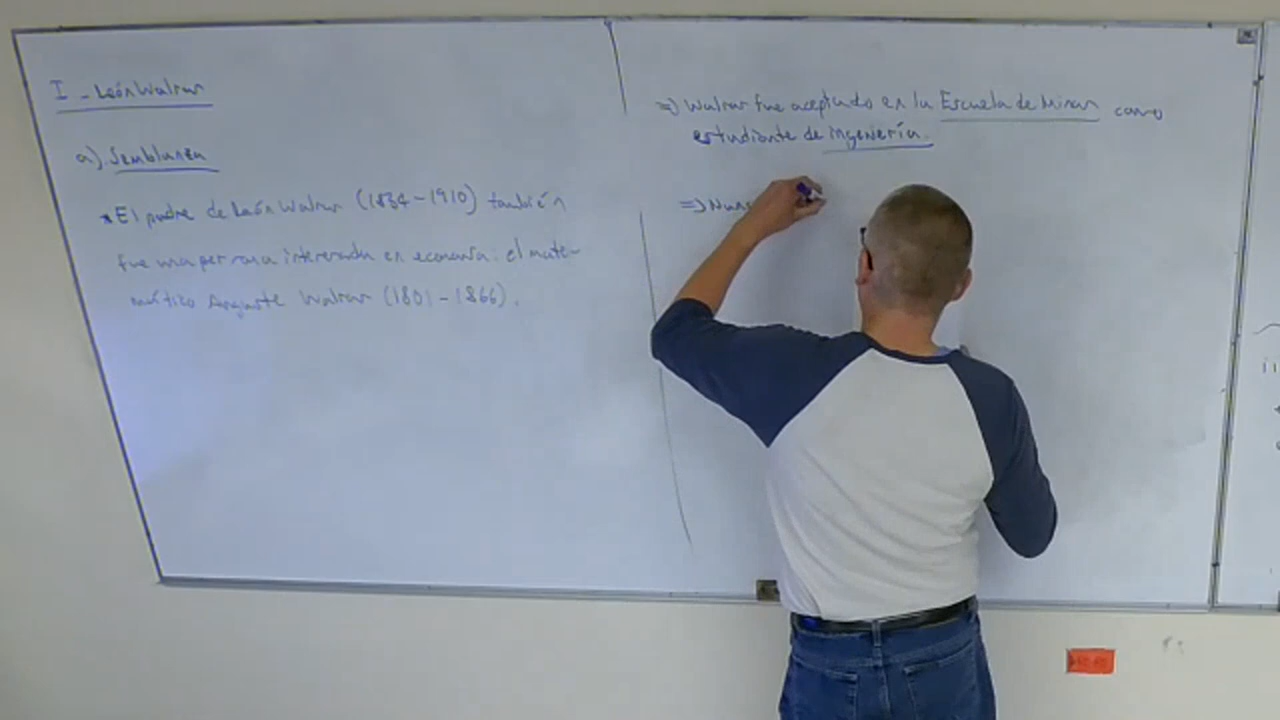 I - León Walras
a) Semblanza
* El padre de León Walras (1834-1910) también
fue una persona interesada en economía: el mate-
mático Auguste Walras (1801-1866).
=> Walras fue aceptado en la Escuela de Minas como
estudiante de ingeniería.
=> Nunc